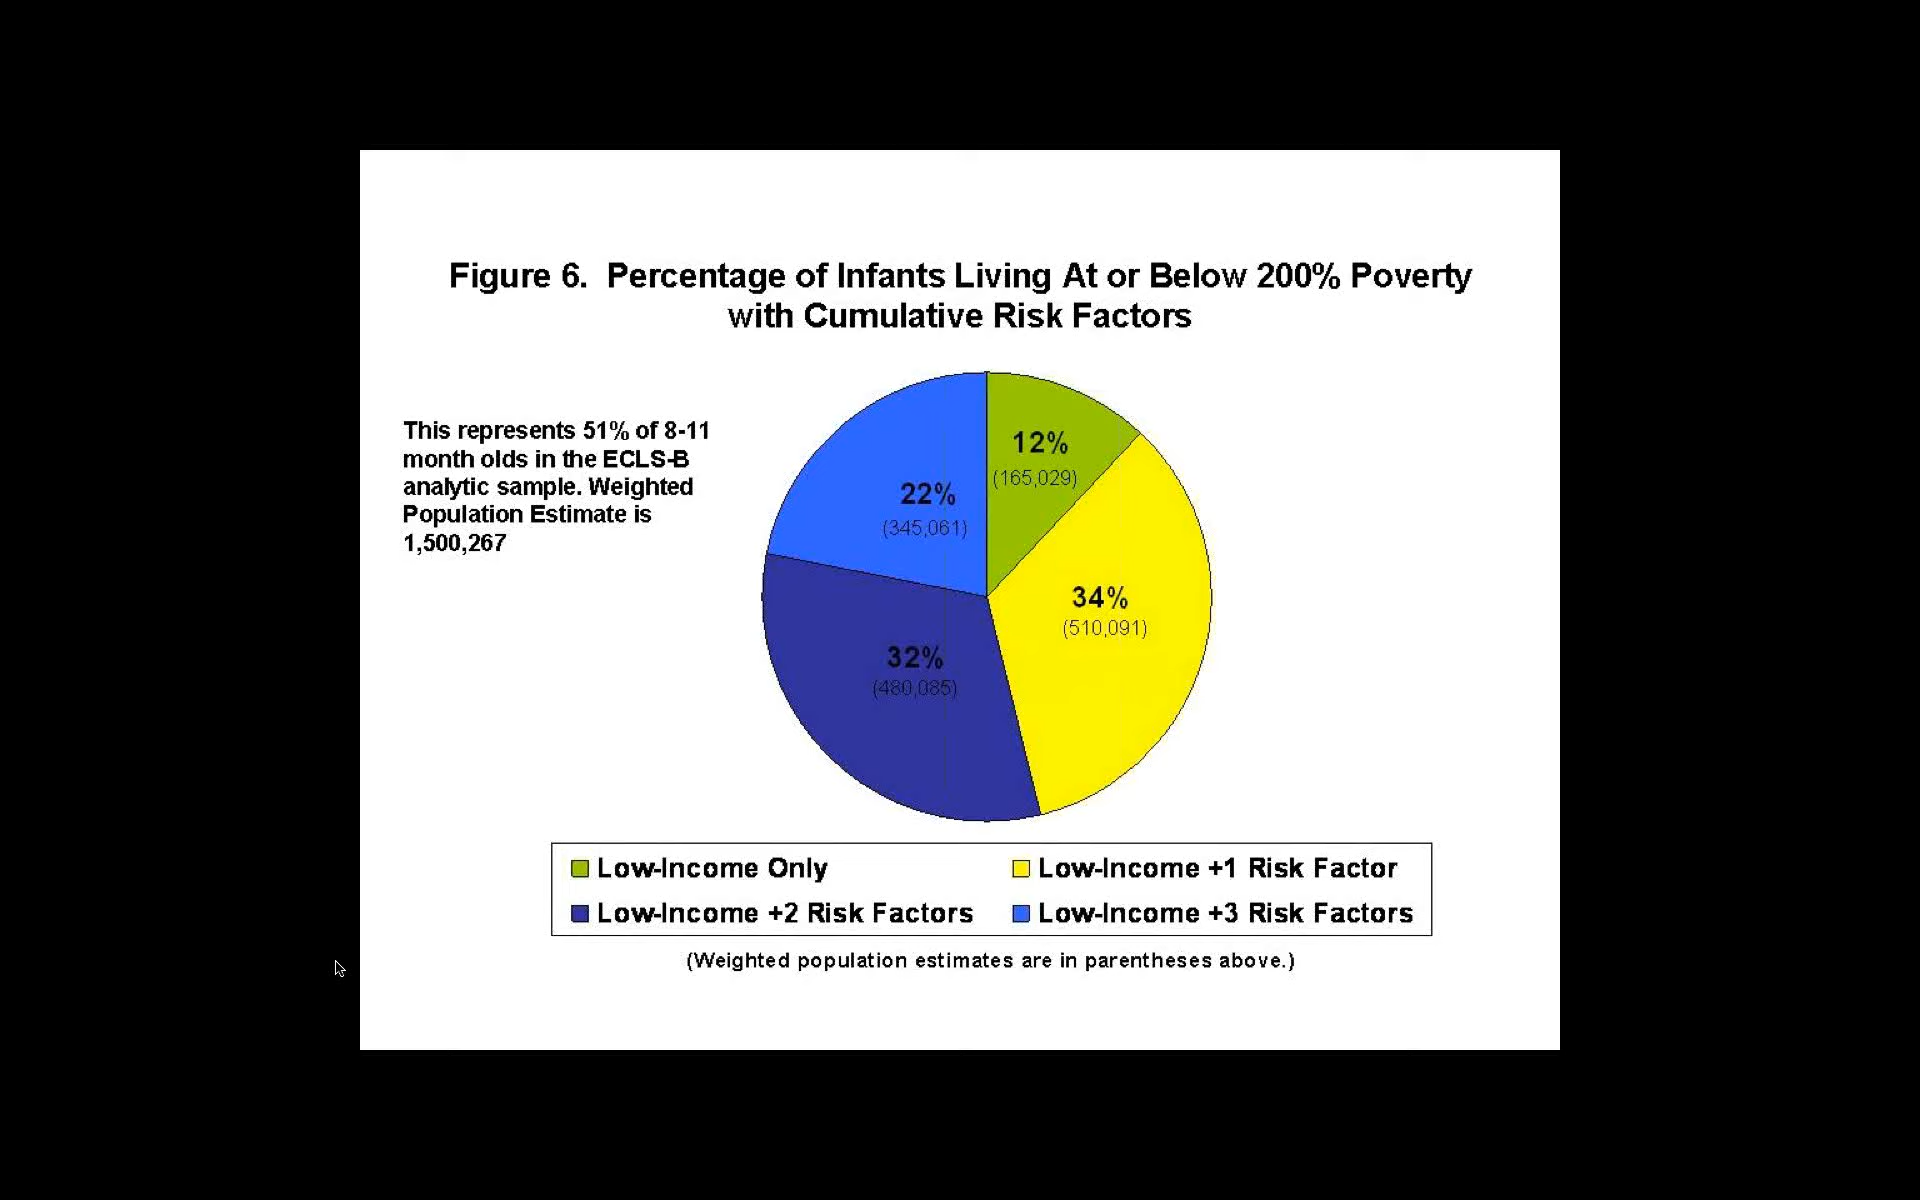 Figure 6.  Percentage of Infants Living At or Below 200% Poverty
with Cumulative Risk Factors
This represents 51% of 8-11
month olds in the ECLS-B
analytic sample. Weighted
Population Estimate is
1,500,267
12%
(165,029)
22%
(345,061)
34%
(510,091)
32%
(480,085)
Low-Income Only
Low-Income +1 Risk Factor
Low-Income +2 Risk Factors
Low-Income +3 Risk Factors
(Weighted population estimates are in parentheses above.)